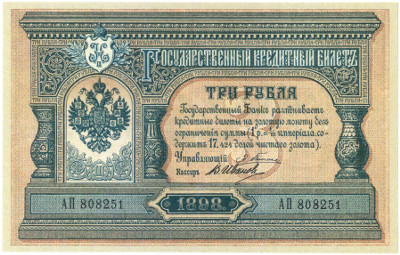 ГОСУДАРСТВЕННЫЙ КРЕДИТНЫЙ БИЛЕТЪ
ТРИ РУБЛЯ
Государственный Банкъ размѣниваетъ
кредитные билеты на золотую монету безъ
ограниченія суммы (1 р. = 1/15 имперіала, со-
держитъ 17,424 долей чистаго золота).
Управляющій
Кассиръ В. Ивановъ
АП 808251
1898
АП 808251